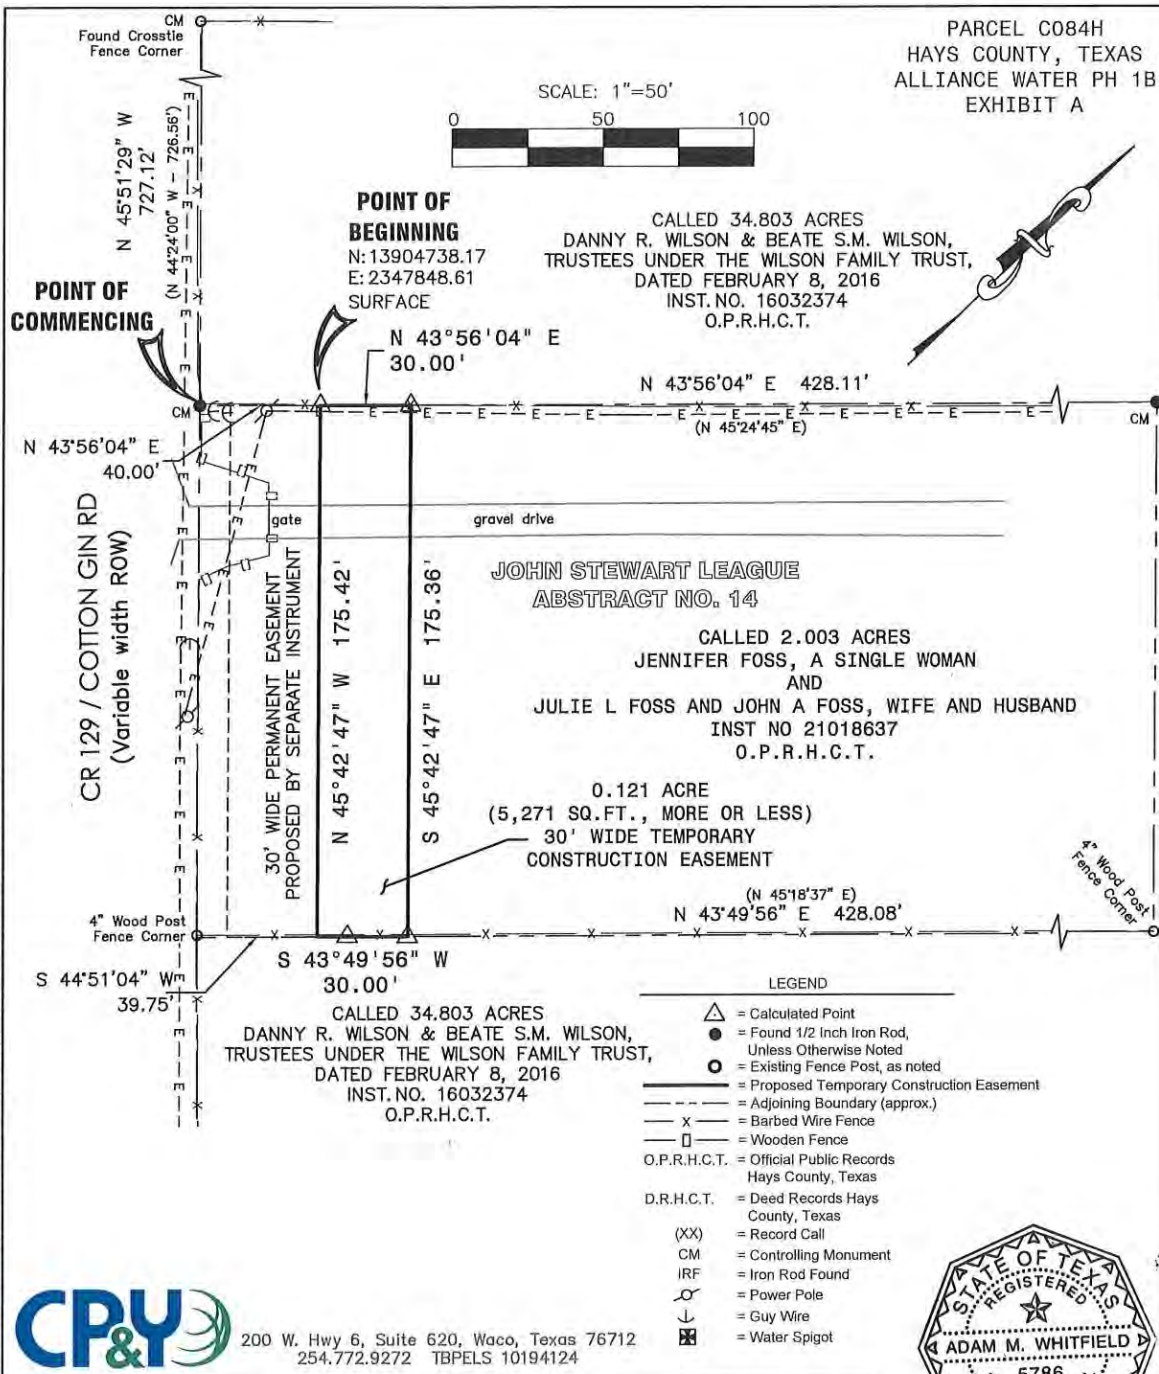 CM
Found Crosstie
Fence Corner
PARCEL C084H
HAYS COUNTY, TEXAS
ALLIANCE WATER PH 1B
EXHIBIT A
SCALE: 1"=50'
0 50 100
N 45°51'29" W
727.12'
(N 44°24'00" W - 726.56')
POINT OF
BEGINNING
N:13904738.17
E:2347848.61
SURFACE
CALLED 34.803 ACRES
DANNY R. WILSON & BEATE S.M. WILSON,
TRUSTEES UNDER THE WILSON FAMILY TRUST,
DATED FEBRUARY 8, 2016
INST.NO. 16032374
O.P.R.H.C.T.
POINT OF
COMMENCING
N 43°56'04" E
30.00'
N 43°56'04" E 428.11'
(N 45°24'45" E)
CM
CM
N 43°56'04" E
40.00'
gate
gravel drive
CR 129 / COTTON GIN RD
(Variable width ROW)
30' WIDE PERMANENT EASEMENT
PROPOSED BY SEPARATE INSTRUMENT
N 45°42'47" W 175.42'
S 45°42'47" E 175.36'
JOHN STEWART LEAGUE
ABSTRACT NO. 14
CALLED 2.003 ACRES
JENNIFER FOSS, A SINGLE WOMAN
AND
JULIE L FOSS AND JOHN A FOSS, WIFE AND HUSBAND
INST NO 21018637
O.P.R.H.C.T.
0.121 ACRE
(5,271 SQ.FT., MORE OR LESS)
30' WIDE TEMPORARY
CONSTRUCTION EASEMENT
4" Wood Post
Fence Corner
(N 45°18'37" E)
N 43°49'56" E 428.08'
4" Wood Post
Fence Corner
S 44°51'04" W
39.75'
S 43°49'56" W
30.00'
CALLED 34.803 ACRES
DANNY R. WILSON & BEATE S.M. WILSON,
TRUSTEES UNDER THE WILSON FAMILY TRUST,
DATED FEBRUARY 8, 2016
INST.NO. 16032374
O.P.R.H.C.T.
LEGEND
= Calculated Point
= Found 1/2 Inch Iron Rod,
Unless Otherwise Noted
= Existing Fence Post, as noted
= Proposed Temporary Construction Easement
= Adjoining Boundary (approx.)
X = Barbed Wire Fence
= Wooden Fence
O.P.R.H.C.T. = Official Public Records
Hays County, Texas
D.R.H.C.T. = Deed Records Hays
County, Texas
(XX) = Record Call
CM = Controlling Monument
IRF = Iron Rod Found
= Power Pole
= Guy Wire
= Water Spigot
CP&Y
200 W. Hwy 6, Suite 620, Waco, Texas 76712
254.772.9272 TBPELS 10194124
STATE OF TEXAS
REGISTERED
ADAM M. WHITFIELD
5786